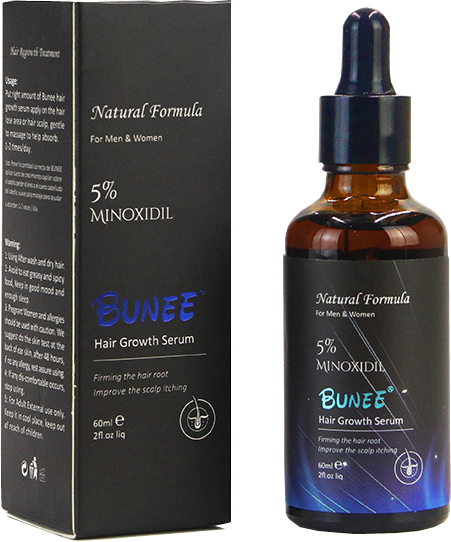 Hair Regrowth Treatment
Usage:
Put right amount of Bunee hair
growth serum apply on the hair
lose area or hair scalp, gentle
to massage to help absorb.
1-2 times/day.
Warning:
1. Using After wash and dry hair.
2. Avoid to eat greasy and spicy
food, Keep in good mood and
enough sleep.
3. Pregnant Women and allergies
should be used with caution. We
suggest do the skin test at the
back of ear skin, after 48 hours,
if no any allergy, rest assure using.
4. If any dis-comfort occurs,
stop using.
5. For Adult External use only.
Keep it in cool place, keep out
of reach of children.
Natural Formula
For Men & Women
5%
MINOXIDIL
BUNEE
Hair Growth Serum
Firming the hair root
Improve the scalp itching
60ml e
2fl.oz liq
Natural Formula
For Men & Women
5%
MINOXIDIL
BUNEE®
Hair Growth Serum
Firming the hair root
Improve the scalp itching
60ml e
2fl.oz liq